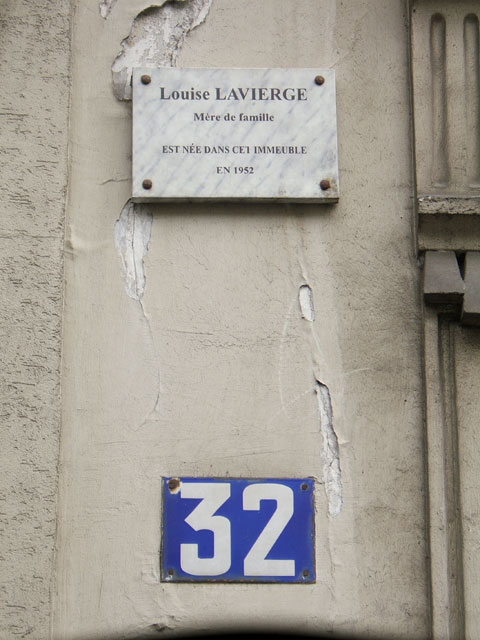 Louise LAVIERGE
Mère de famille
EST NÉE DANS CET IMMEUBLE
EN 1952
32